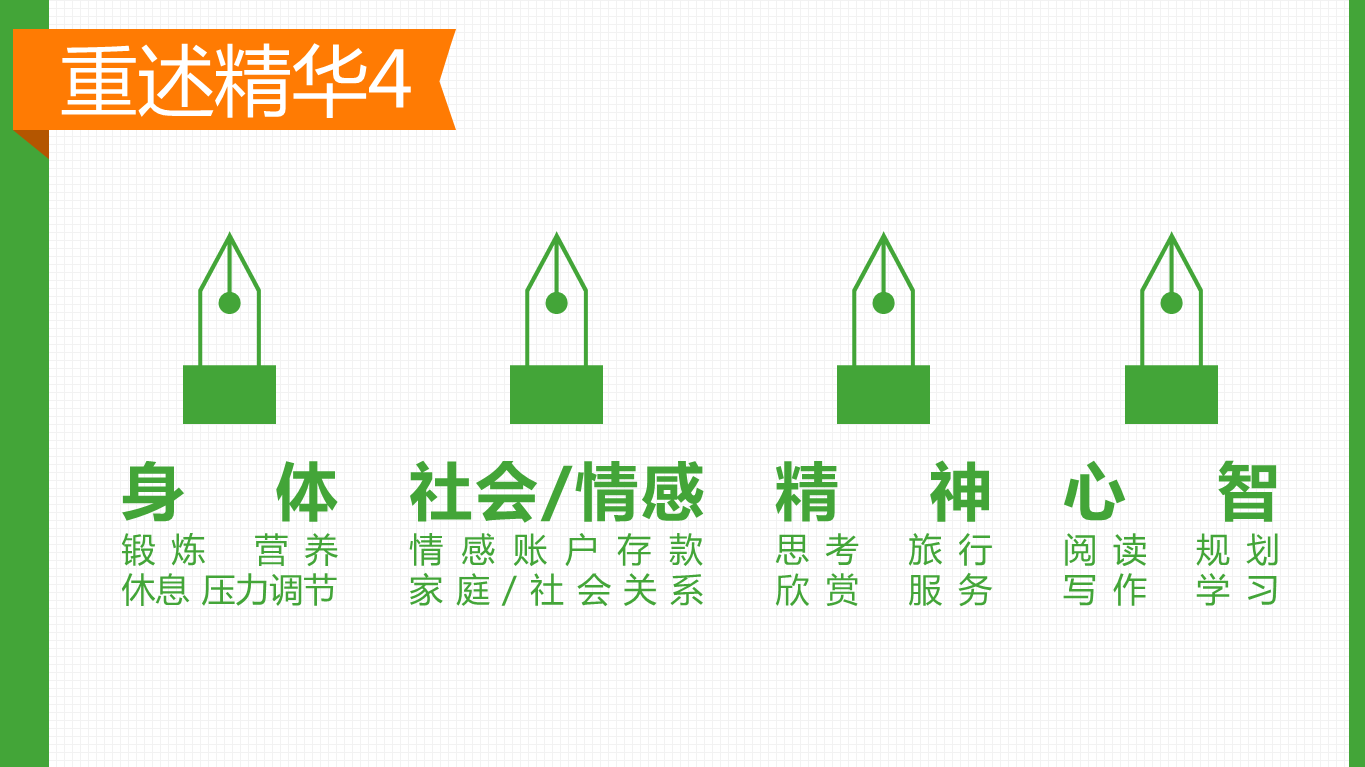 重述精华4
身 体
锻炼 营养
休息 压力调节
社会/情感
情感账户存款
家庭/社会关系
精 神
思考 旅行
欣赏 服务
心 智
阅读 规划
写作 学习